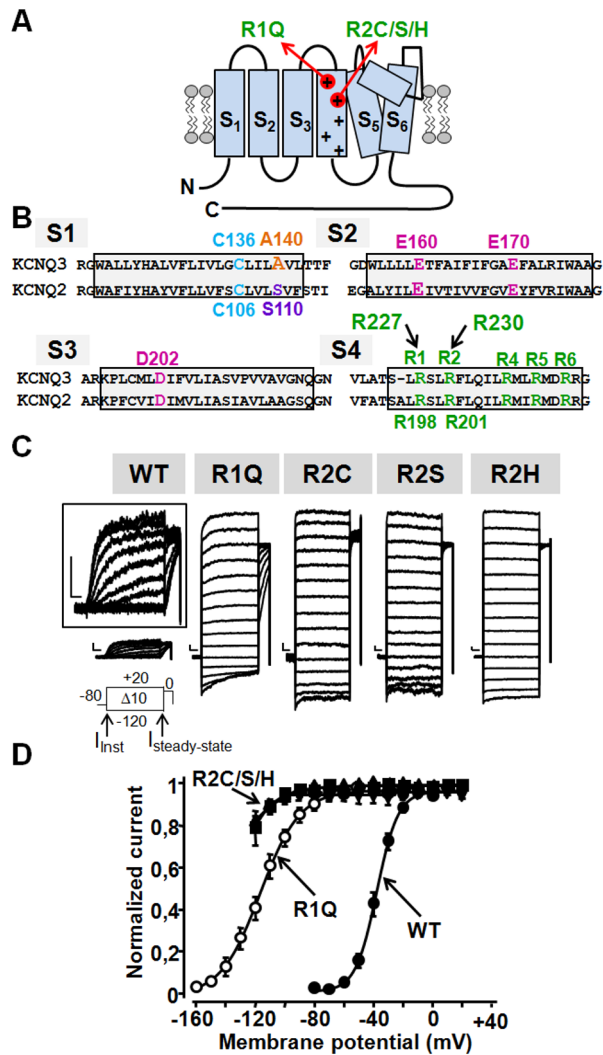 A
R1Q R2C/S/H
S1 S2 S3 + + + + + S5 S6
N
C
B
S1 C136 A140 S2 E160 E170
KCNQ3 RGWALLYHALVFLIVLGCLILAVLTTF GDWLLLLETFAIFIFGAEFALRIWAAG
KCNQ2 RGWAFIYHAYVFLLVFSCLVLSVFSTI EGALYILEIVTIVVFGVEYFVRIWAAG
C106 S110
R227 R230
S3 D202 S4 R1 R2 R4 R5 R6
KCNQ3 ARKPLCMLDIFVLIASVPVVAVGNQGN VLATS-LRSLRFLQILRMLRMDRRG
KCNQ2 ARKPFCVIDIMVLIASIAVLAAGSQGN VFATSALRSLRFLQILRMIRMDRRG
R198 R201
C
WT R1Q R2C R2S R2H
+20 0
-80 Δ10
-120
IInst Isteady-state
D
Normalized current
1
0.8
0.6
0.4
0,2
0
R2C/S/H
R1Q
WT
-160 -120 -80 -40 0 +40
Membrane potential (mV)